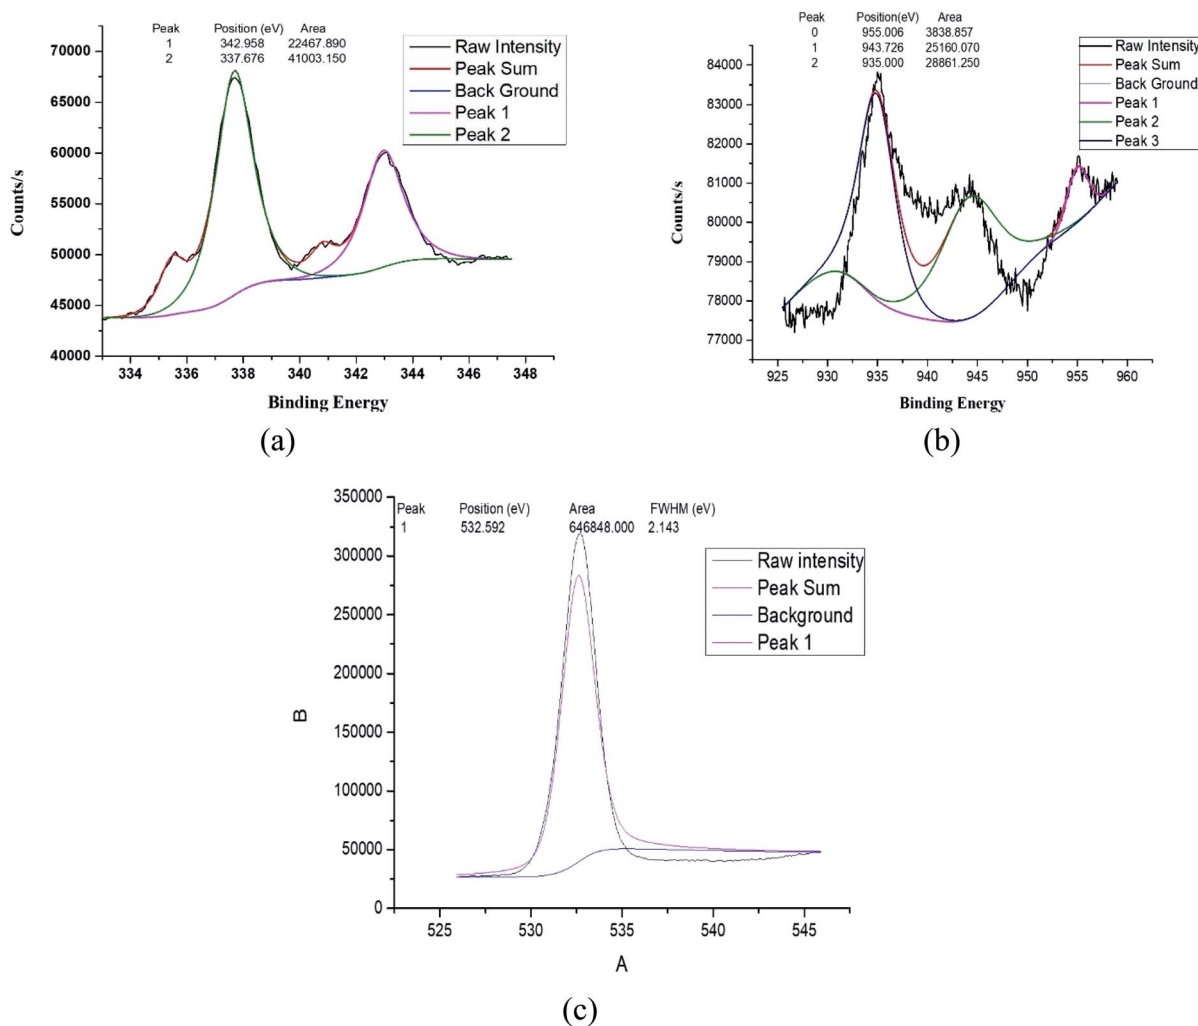 Peak Position (eV) Area
1 342.958 22467.890
2 337.676 41003.150
Raw Intensity
Peak Sum
Back Ground
Peak 1
Peak 2
70000
65000
60000
55000
50000
45000
40000
Counts/s
334 336 338 340 342 344 346 348
Binding Energy
(a)
Peak Position(eV) Area
0 955.006 3838.857
1 943.726 25160.070
2 935.000 28861.250
Raw Intensity
Peak Sum
Back Ground
Peak 1
Peak 2
Peak 3
84000
83000
81000
80000
78000
77000
Counts/s
925 930 935 940 945 950 955 960
Binding Energy
(b)
Peak Position (eV) Area FWHM (eV)
1 532.592 646848.000 2.143
Raw intensity
Peak Sum
Background
Peak 1
350000
300000
250000
200000
150000
100000
50000
0
B
525 530 535 540 545
A
(c)